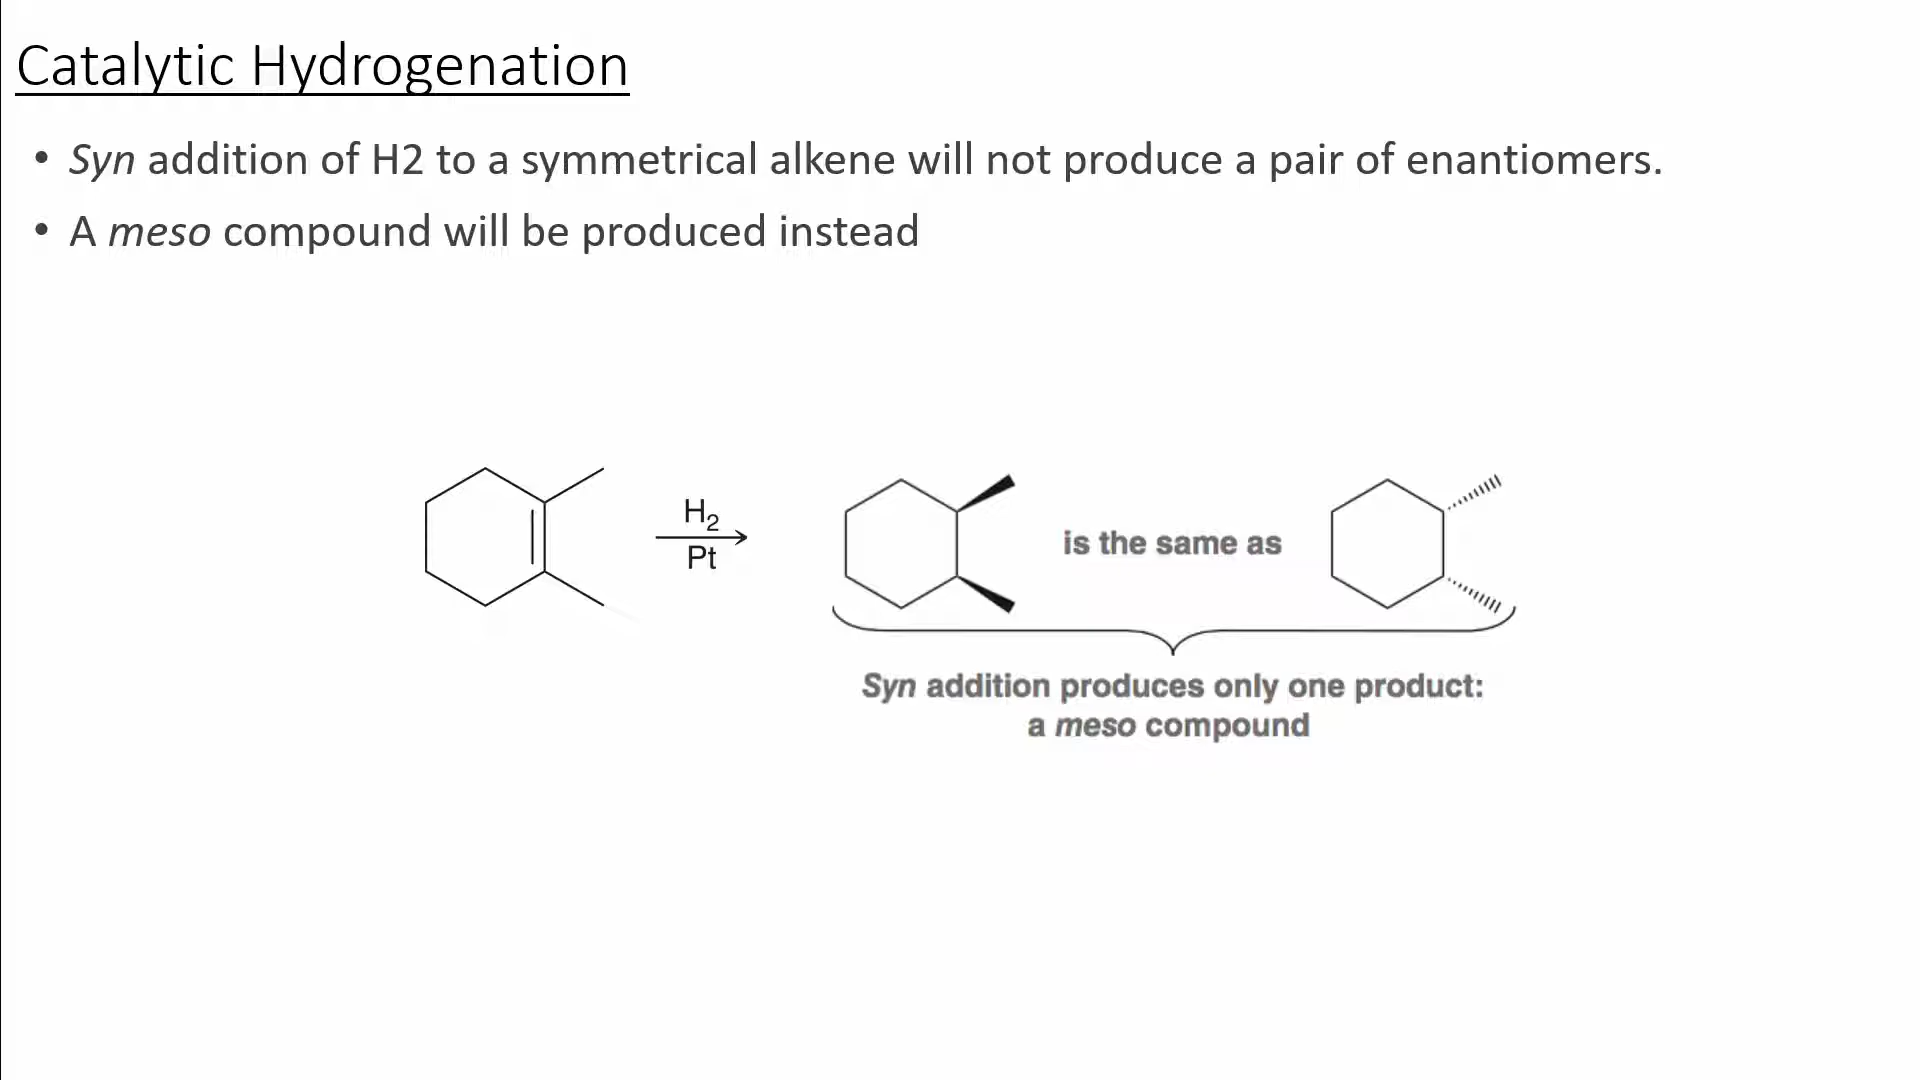 Catalytic Hydrogenation
• Syn addition of H2 to a symmetrical alkene will not produce a pair of enantiomers.
• A meso compound will be produced instead
H₂
Pt
is the same as
Syn addition produces only one product:
a meso compound